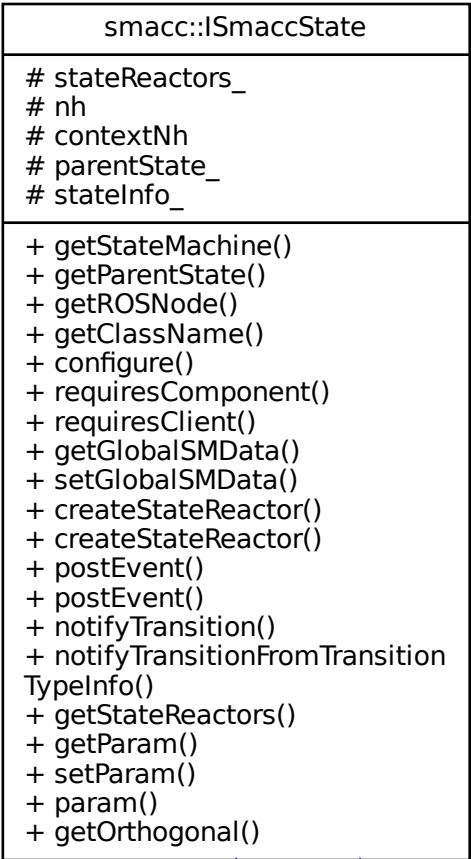 smacc::ISmaccState
# stateReactors_
# nh
# contextNh
# parentState_
# stateInfo_
+ getStateMachine()
+ getParentState()
+ getROSNode()
+ getClassName()
+ configure()
+ requiresComponent()
+ requiresClient()
+ getGlobalSMData()
+ setGlobalSMData()
+ createStateReactor()
+ createStateReactor()
+ postEvent()
+ postEvent()
+ notifyTransition()
+ notifyTransitionFromTransition
TypeInfo()
+ getStateReactors()
+ getParam()
+ setParam()
+ param()
+ getOrthogonal()